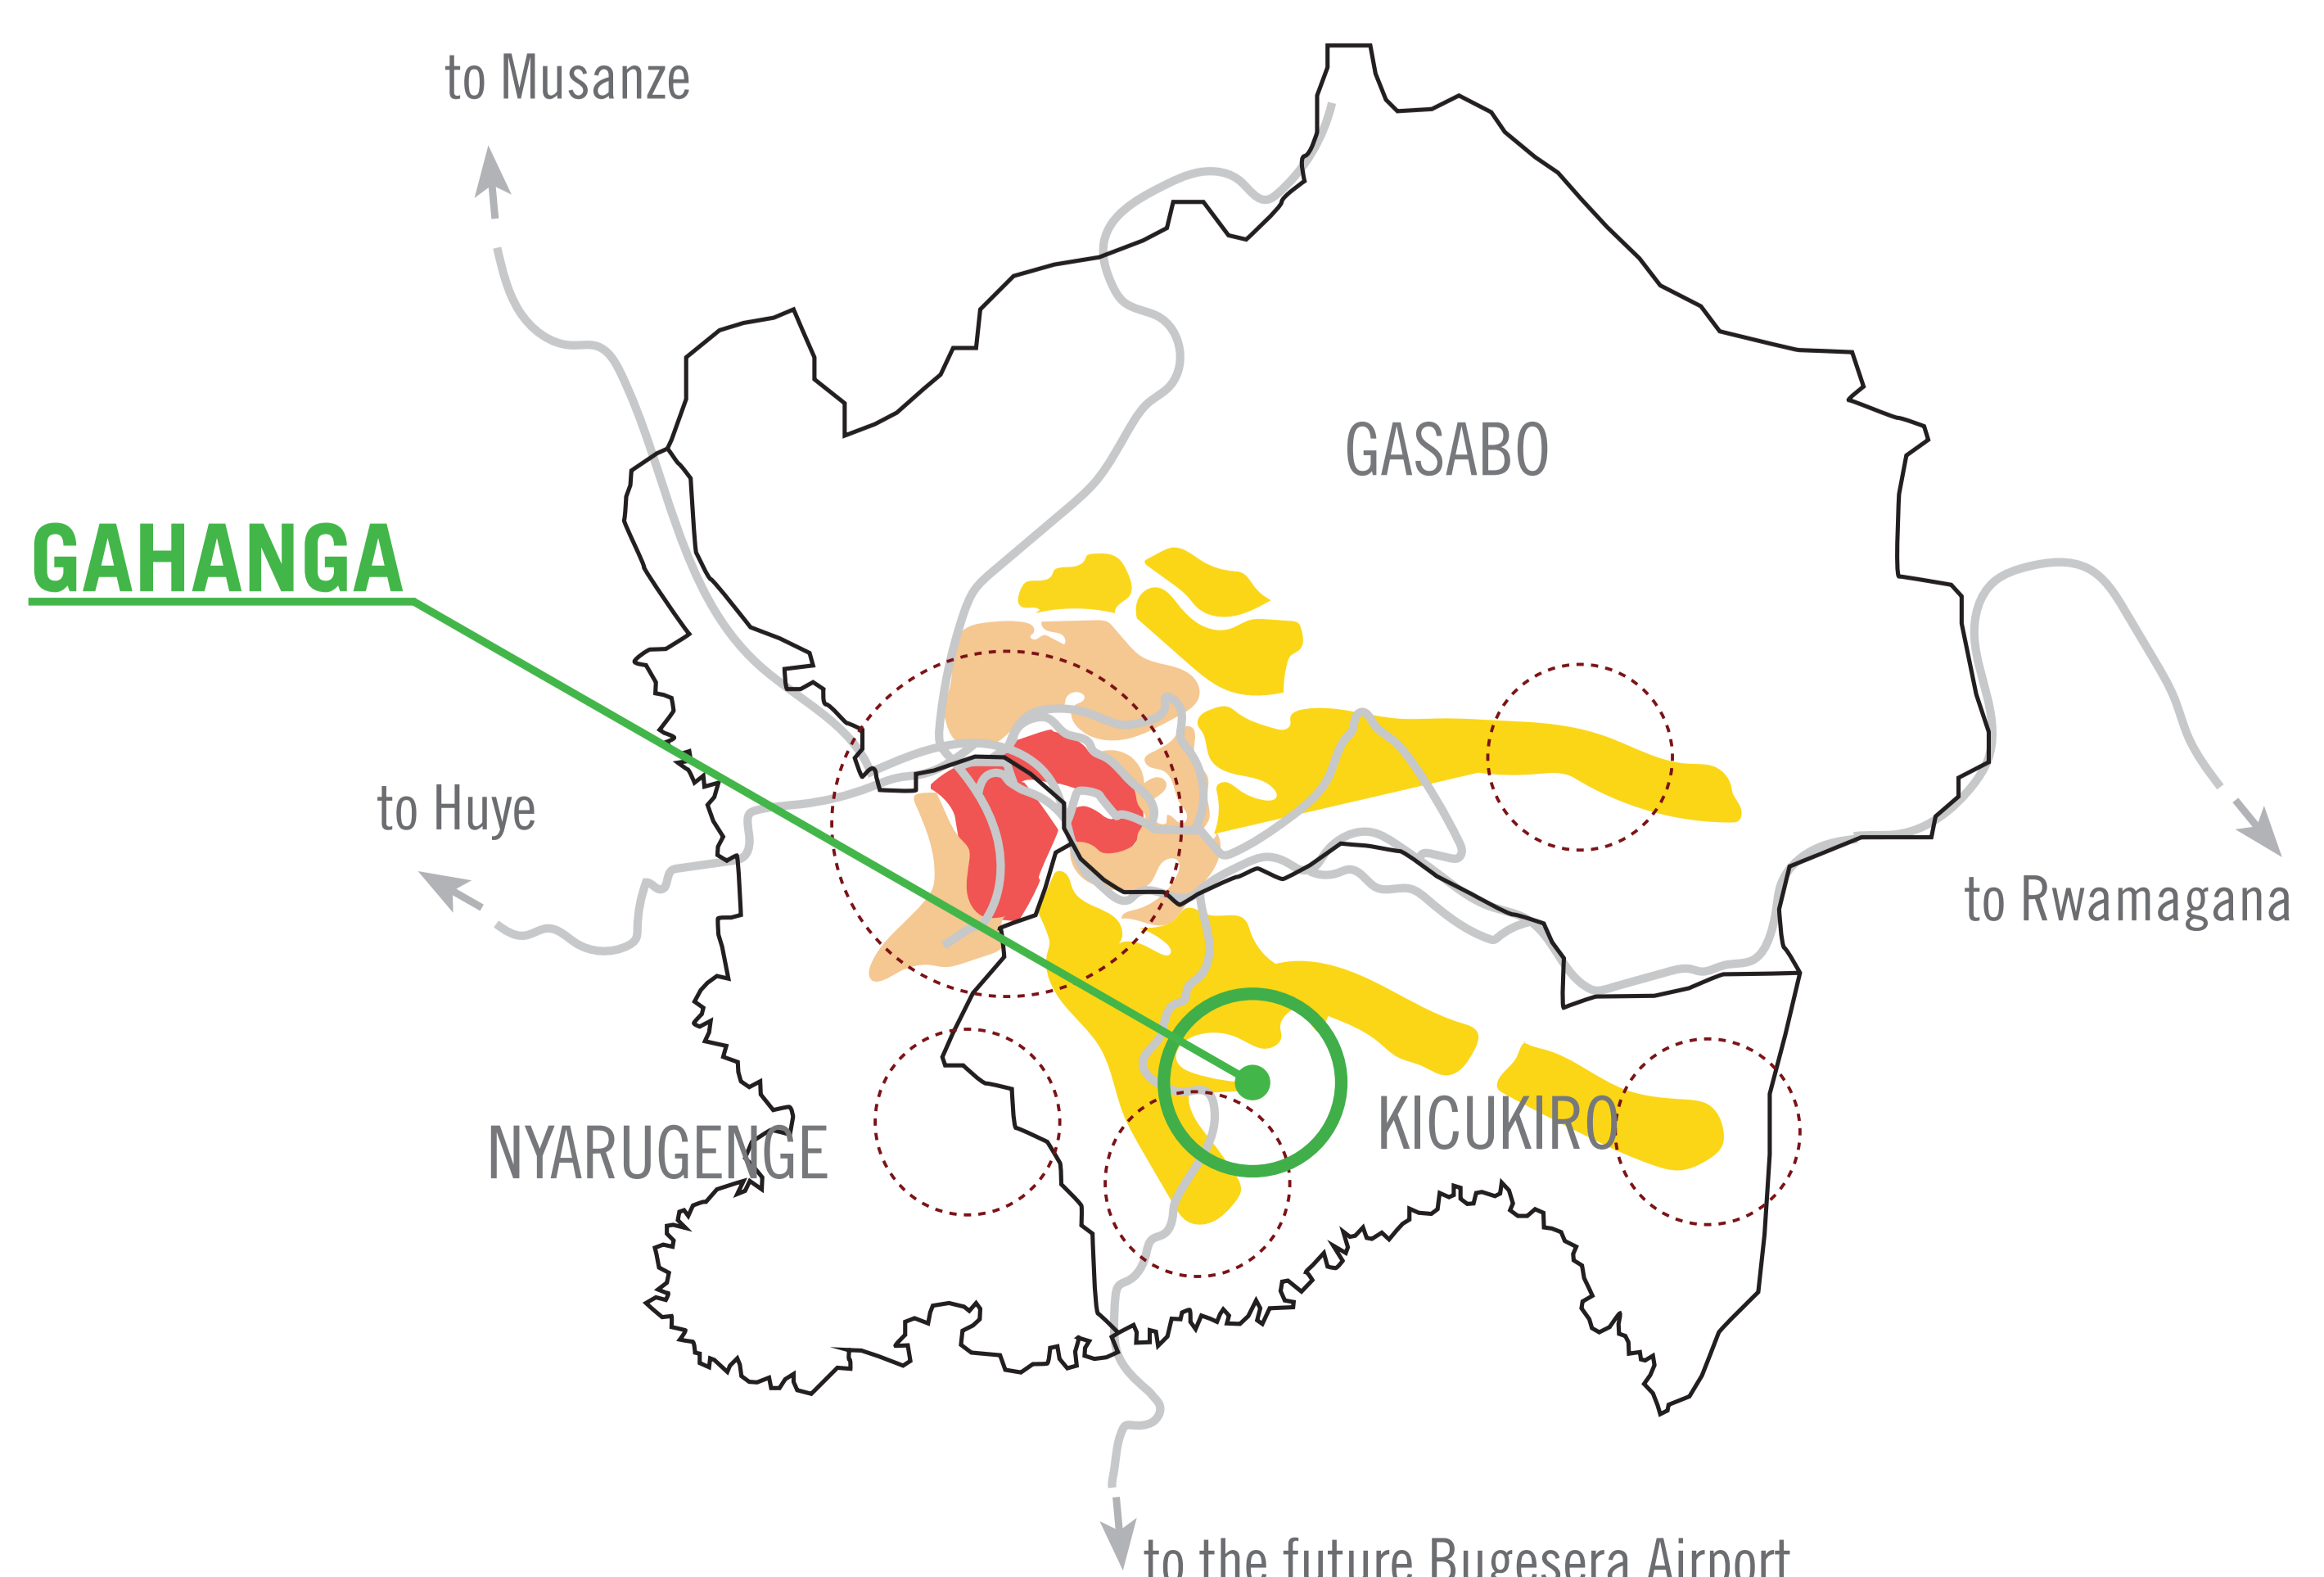 to Musanze
GASABO
GAHANGA
to Huye
to Rwamagana
KICUKIRO
NYARUGENGE
to the future Bugesera Airport